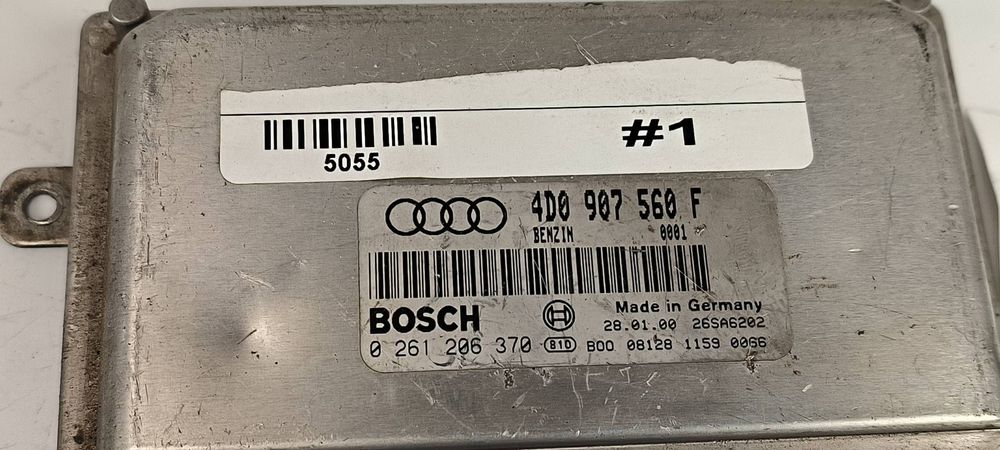 5055
#1
4D0 907 560 F
BENZIN 0001
BOSCH Made in Germany
28.01.00 26SA6202
0 261 206 370 B10 B00 08128 1159 0066